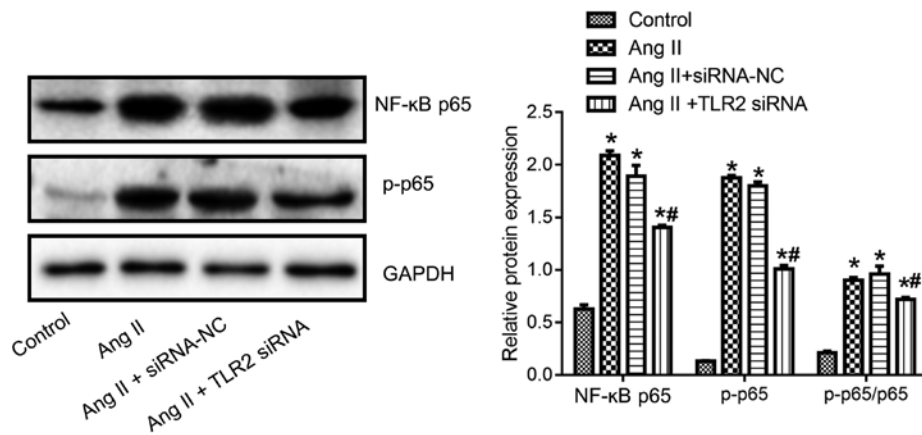 NF-κB p65
p-p65
GAPDH
Control
Ang II
Ang II + siRNA-NC
Ang II + TLR2 siRNA
Control
Ang II
Ang II+siRNA-NC
Ang II +TLR2 siRNA
Relative protein expression
2.5
2.0
1.5
1.0
0.5
0.0
* * *#
* * *#
* * *#
NF-κB p65
p-p65
p-p65/p65